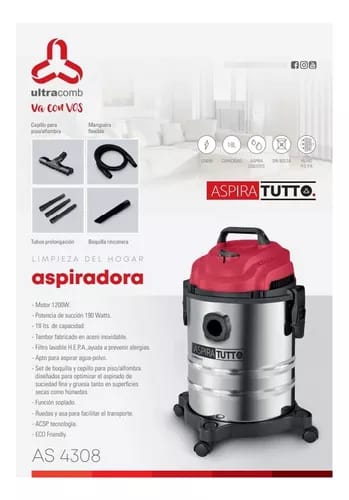 ultracomb
Va con VOS
Cepillo para
piso/alfombra
Manguera
flexible
Tubos prolongación
Boquilla rinconera
CAPACIDAD
ASPIRA
SIN BOLSA
ASPIRA TUTTO.
LIMPIEZA DEL HOGAR
aspiradora
- Motor 1200W.
- Potencia de succión 190 Watts.
- 19 lts. de capacidad.
- Tambor fabricado en acero inoxidable.
- Filtro lavable H.E.P.A.,ayuda a prevenir alergias.
- Apto para aspirar agua-polvo.
- Set de boquilla y cepillo para piso/alfombra
diseñados para optimizar el aspirado de
suciedad fina y gruesa tanto en superficies
secas como húmedas.
- Función soplado.
- Ruedas y asa para facilitar el transporte.
- ACSP tecnología.
- ECO Friendly.
ASPIRA TUTTO.
AS 4308